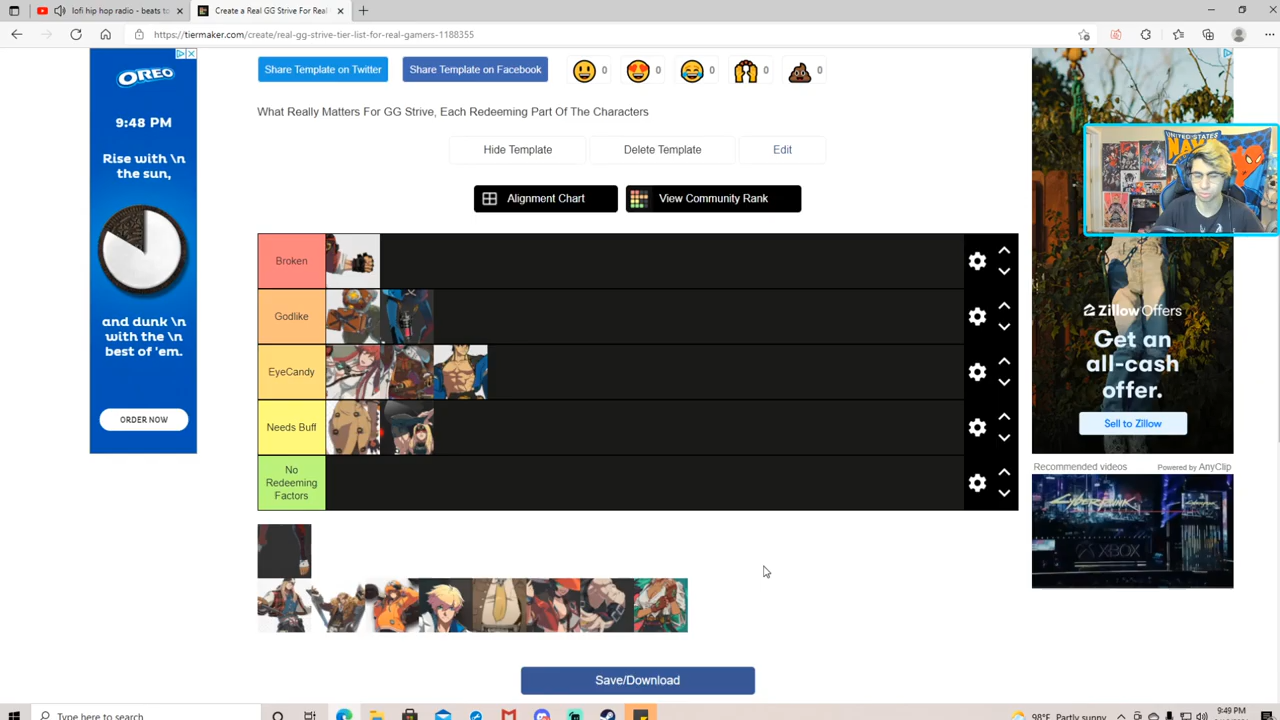 lofi hip hop radio - beats to
Create a Real GG Strive For Real
https://tiermaker.com/create/real-gg-strive-tier-list-for-real-gamers-1188355
OREO
9:48 PM
Rise with \n
the sun,
and dunk \n
with the \n
best of 'em.
ORDER NOW
Share Template on Twitter
Share Template on Facebook
0
0
0
0
0
What Really Matters For GG Strive, Each Redeeming Part Of The Characters
Hide Template
Delete Template
Edit
Alignment Chart
View Community Rank
Broken
Godlike
EyeCandy
Needs Buff
No
Redeeming
Factors
Save/Download
UNITED STATES
NAVY
Zillow Offers
Get an
all-cash
offer.
Sell to Zillow
Recommended videos
Powered by AnyClip
CYBERPUNK
XBOX
Type here to search
98°F Partly sunny
9:49 PM